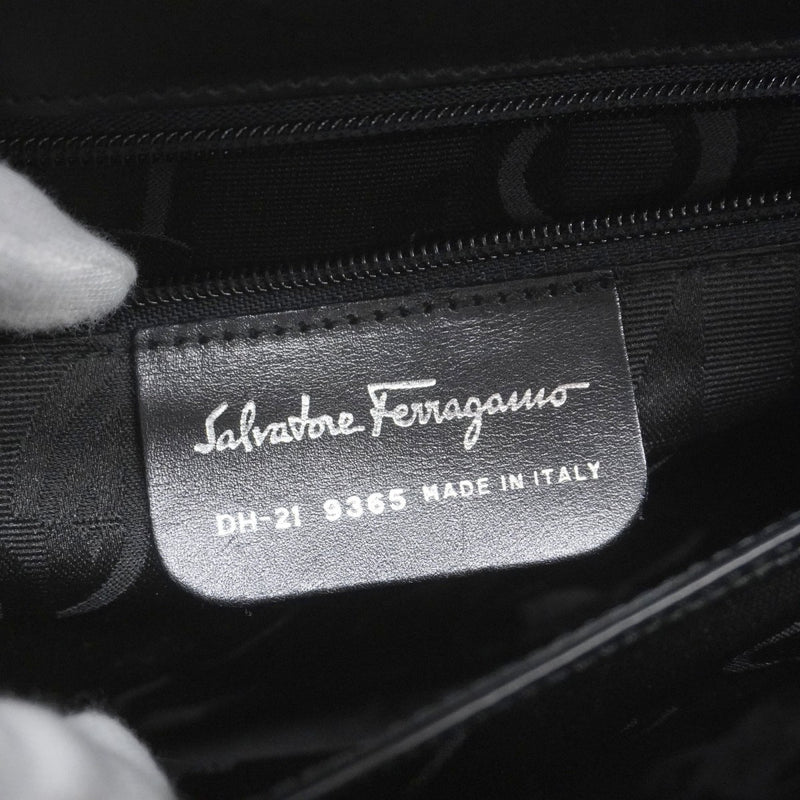 Salvatore Ferragamo
DH-21 9365 MADE IN ITALY